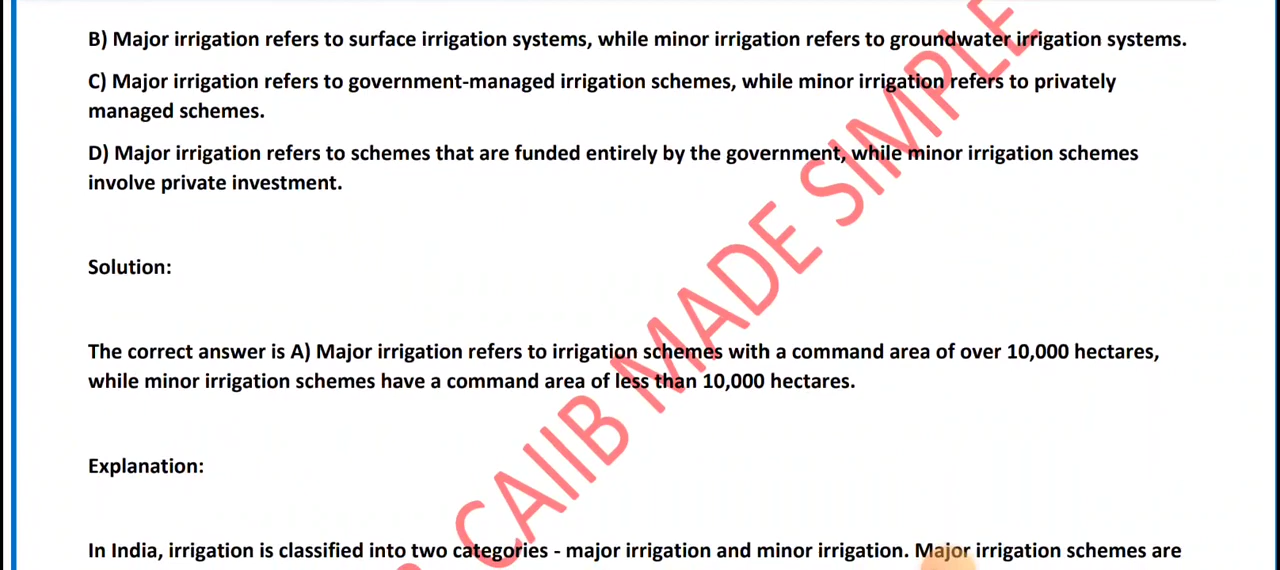 B) Major irrigation refers to surface irrigation systems, while minor irrigation refers to groundwater irrigation systems.
C) Major irrigation refers to government-managed irrigation schemes, while minor irrigation refers to privately
managed schemes.
D) Major irrigation refers to schemes that are funded entirely by the government, while minor irrigation schemes
involve private investment.
Solution:
The correct answer is A) Major irrigation refers to irrigation schemes with a command area of over 10,000 hectares,
while minor irrigation schemes have a command area of less than 10,000 hectares.
Explanation:
In India, irrigation is classified into two categories - major irrigation and minor irrigation. Major irrigation schemes are
CAIIB MADE SIMPLE